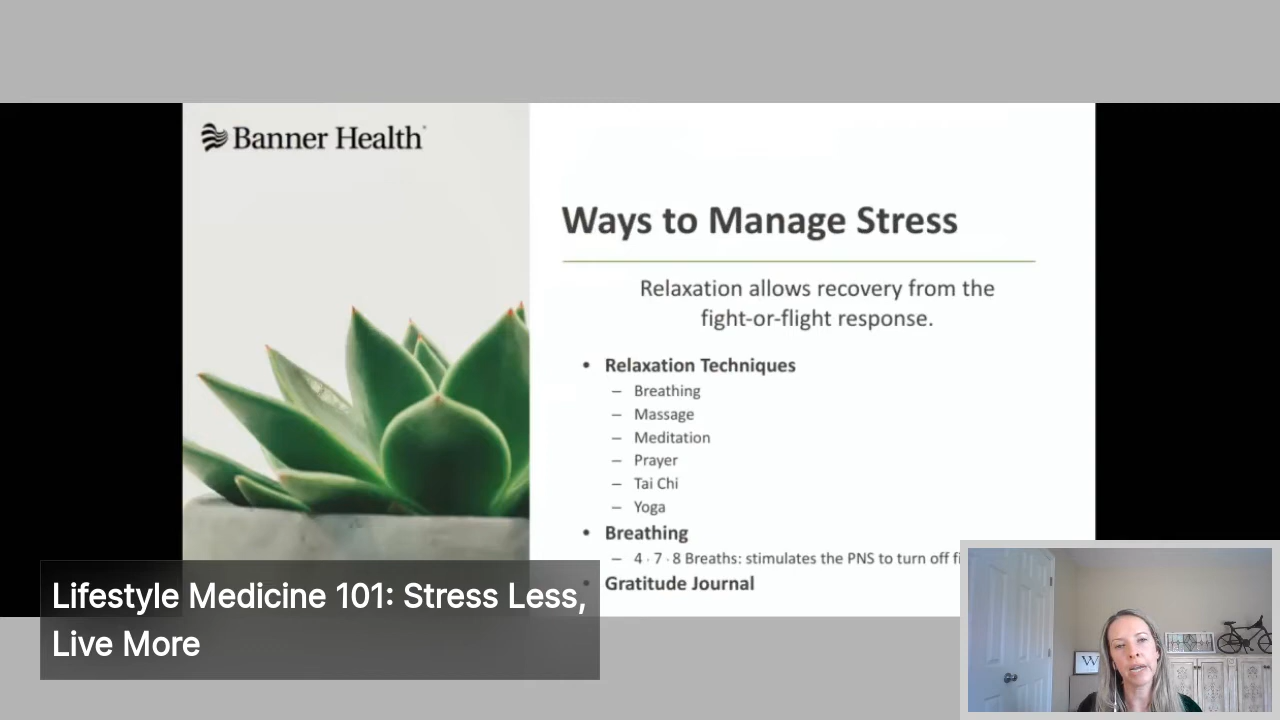 Banner Health
Ways to Manage Stress
Relaxation allows recovery from the
fight-or-flight response.
• Relaxation Techniques
– Breathing
– Massage
– Meditation
– Prayer
– Tai Chi
– Yoga
• Breathing
– 4 · 7 · 8 Breaths: stimulates the PNS to turn off
• Gratitude Journal
Lifestyle Medicine 101: Stress Less,
Live More
W